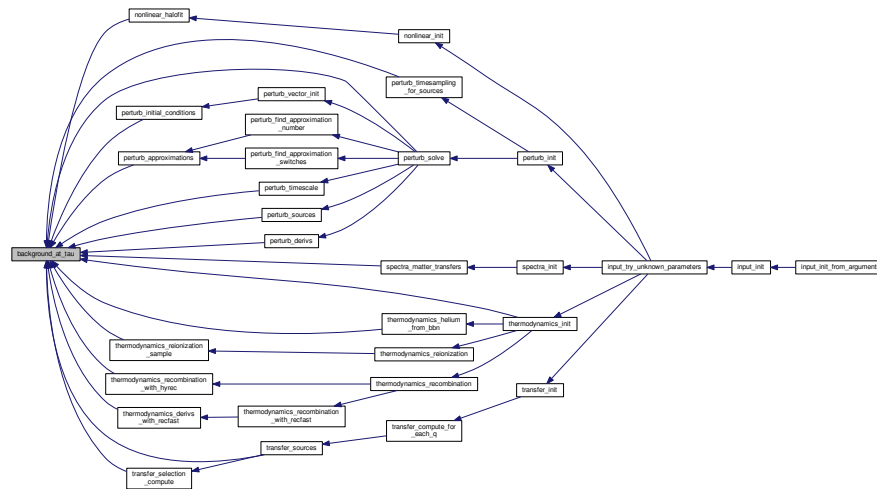 nonlinear_halofit
nonlinear_init
perturb_timesampling
_for_sources
perturb_vector_init
perturb_initial_conditions
perturb_find_approximation
_number
perturb_approximations
perturb_find_approximation
_switches
perturb_solve
perturb_init
perturb_timescale
perturb_sources
perturb_derivs
background_at_tau
spectra_matter_transfers
spectra_init
input_try_unknown_parameters
input_init
input_init_from_arguments
thermodynamics_helium
_from_bbn
thermodynamics_init
thermodynamics_reionization
_sample
thermodynamics_reionization
thermodynamics_recombination
_with_hyrec
thermodynamics_recombination
transfer_init
thermodynamics_derivs
_with_recfast
thermodynamics_recombination
_with_recfast
transfer_compute_for
_each_q
transfer_sources
transfer_selection
_compute